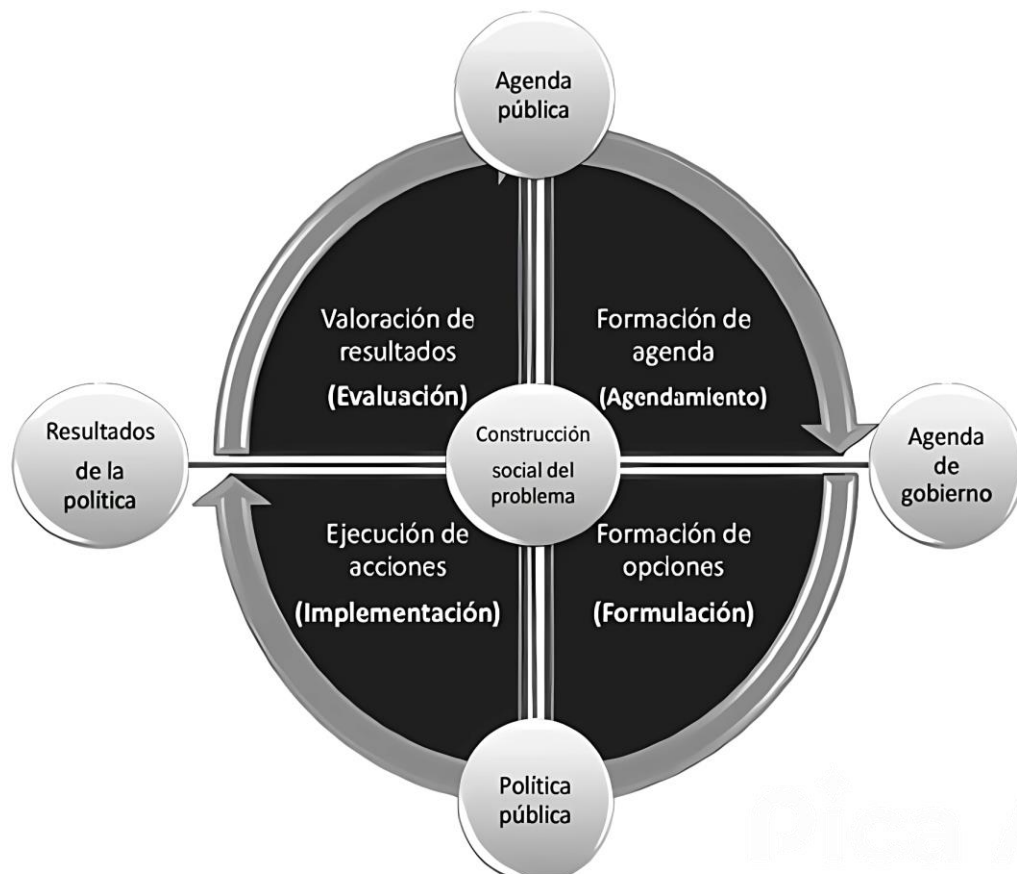 Agenda
pública
Valoración de
resultados
(Evaluación)
Formación de
agenda
(Agendamiento)
Resultados
de la
política
Construcción
social del
problema
Agenda
de
gobierno
Ejecución de
acciones
(Implementación)
Formación de
opciones
(Formulación)
Política
pública